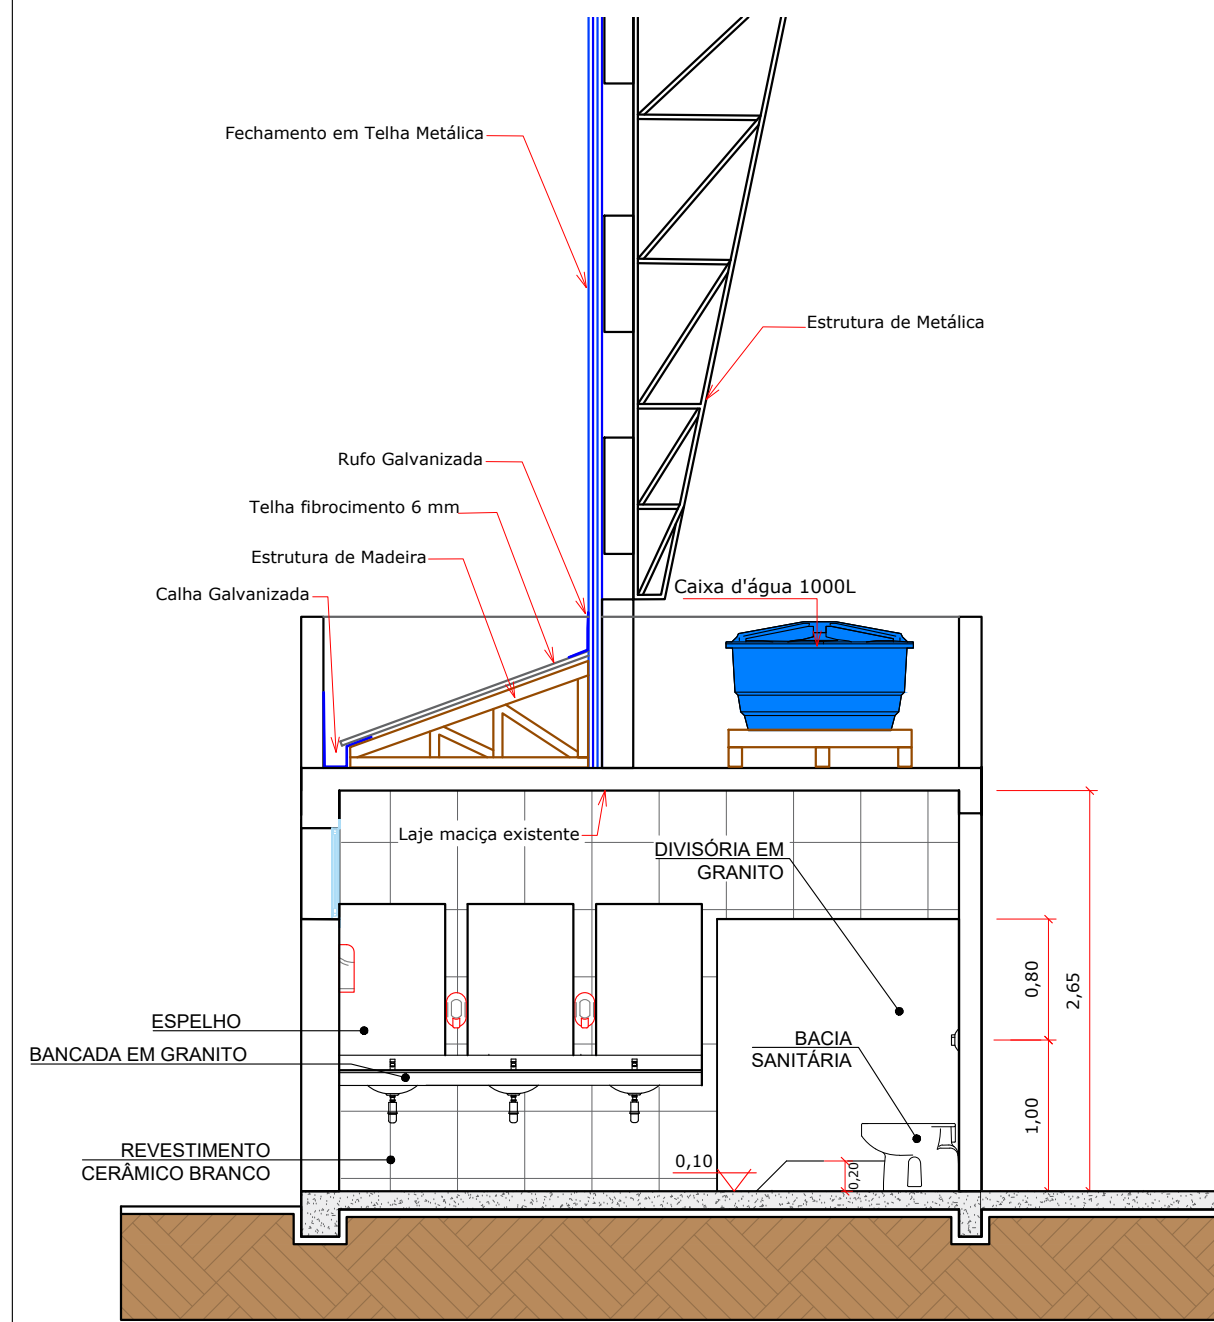 Fechamento em Telha Metálica
Estrutura de Metálica
Rufo Galvanizada
Telha fibrocimento 6 mm
Estrutura de Madeira
Calha Galvanizada
Caixa d'água 1000L
Laje maciça existente
DIVISÓRIA EM
GRANITO
0,80
2,65
ESPELHO
BANCADA EM GRANITO
BACIA
SANITÁRIA
1,00
REVESTIMENTO
CERÂMICO BRANCO
0,10
0,20